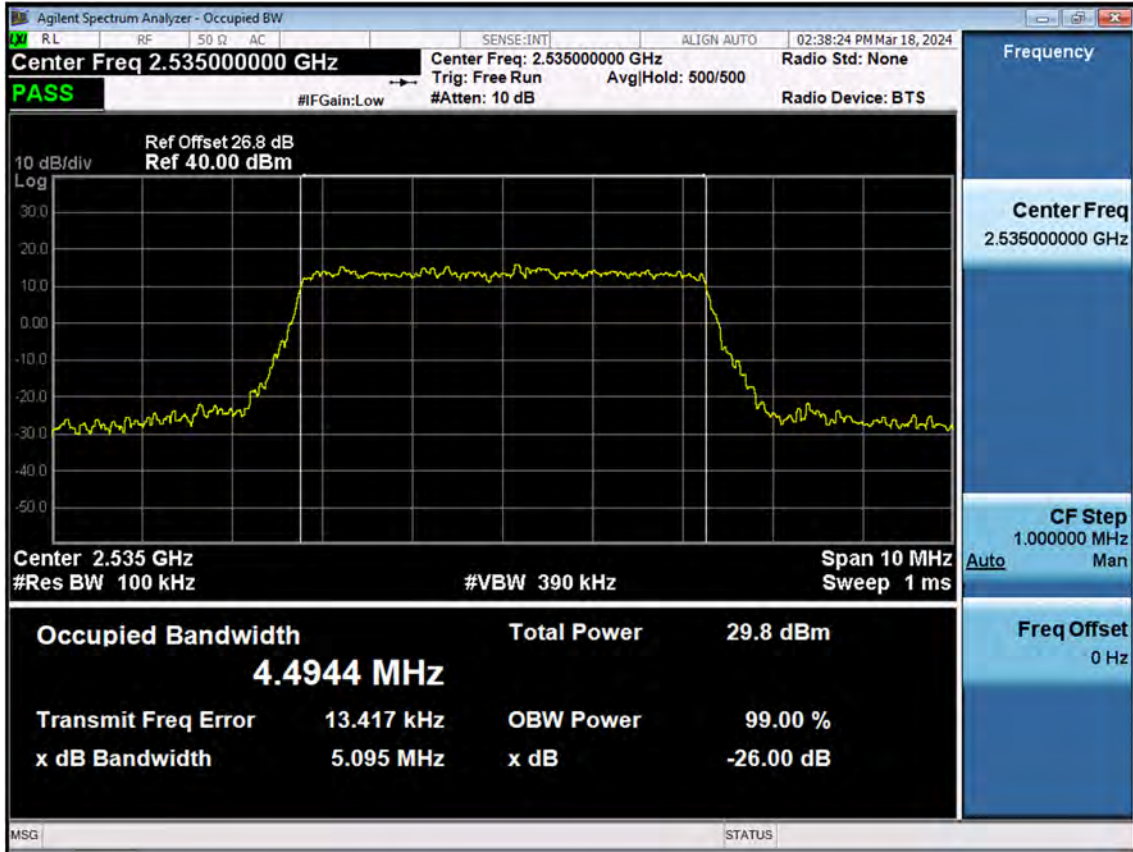 Agilent Spectrum Analyzer - Occupied BW
LXI RL RF 50 Ω AC SENSE:INT ALIGN AUTO 02:38:24 PM Mar 18, 2024
Center Freq 2.535000000 GHz
PASS
#IFGain:Low
Center Freq: 2.535000000 GHz
Trig: Free Run Avg|Hold: 500/500
#Atten: 10 dB
Radio Std: None
Radio Device: BTS
Ref Offset 26.8 dB
10 dB/div Ref 40.00 dBm
Log
30.0
20.0
10.0
0.00
-10.0
-20.0
-30.0
-40.0
-50.0
Center 2.535 GHz Span 10 MHz
#Res BW 100 kHz #VBW 390 kHz Sweep 1 ms
Occupied Bandwidth Total Power 29.8 dBm
4.4944 MHz
Transmit Freq Error 13.417 kHz OBW Power 99.00 %
x dB Bandwidth 5.095 MHz x dB -26.00 dB
Frequency
Center Freq
2.535000000 GHz
CF Step
1.000000 MHz
Auto Man
Freq Offset
0 Hz
MSG STATUS